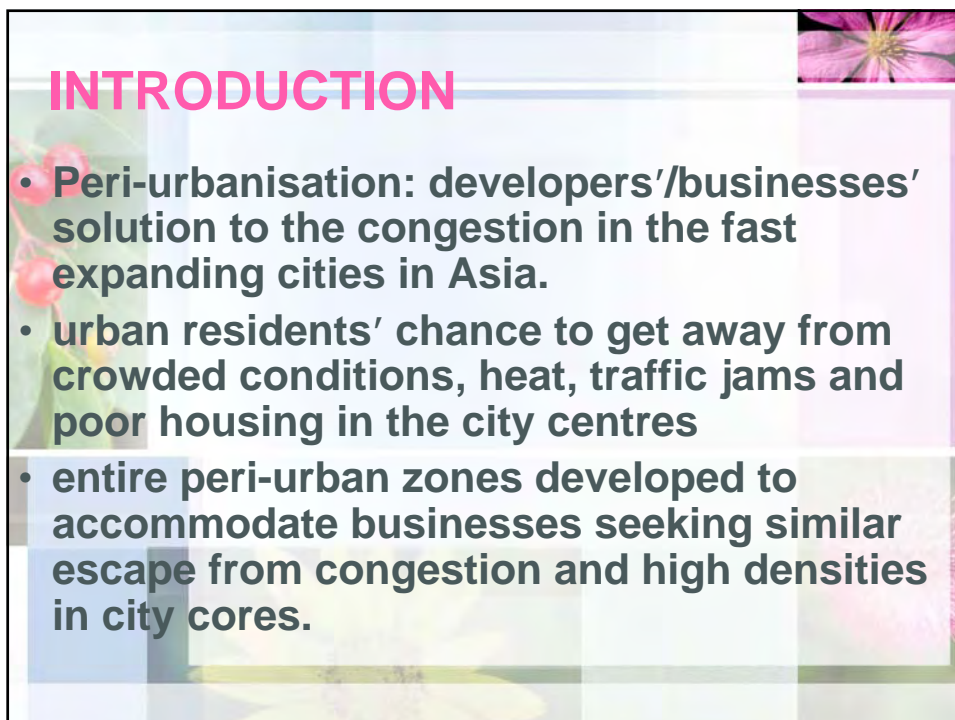 INTRODUCTION
• Peri-urbanisation: developers′/businesses′
solution to the congestion in the fast
expanding cities in Asia.
• urban residents′ chance to get away from
crowded conditions, heat, traffic jams and
poor housing in the city centres
• entire peri-urban zones developed to
accommodate businesses seeking similar
escape from congestion and high densities
in city cores.